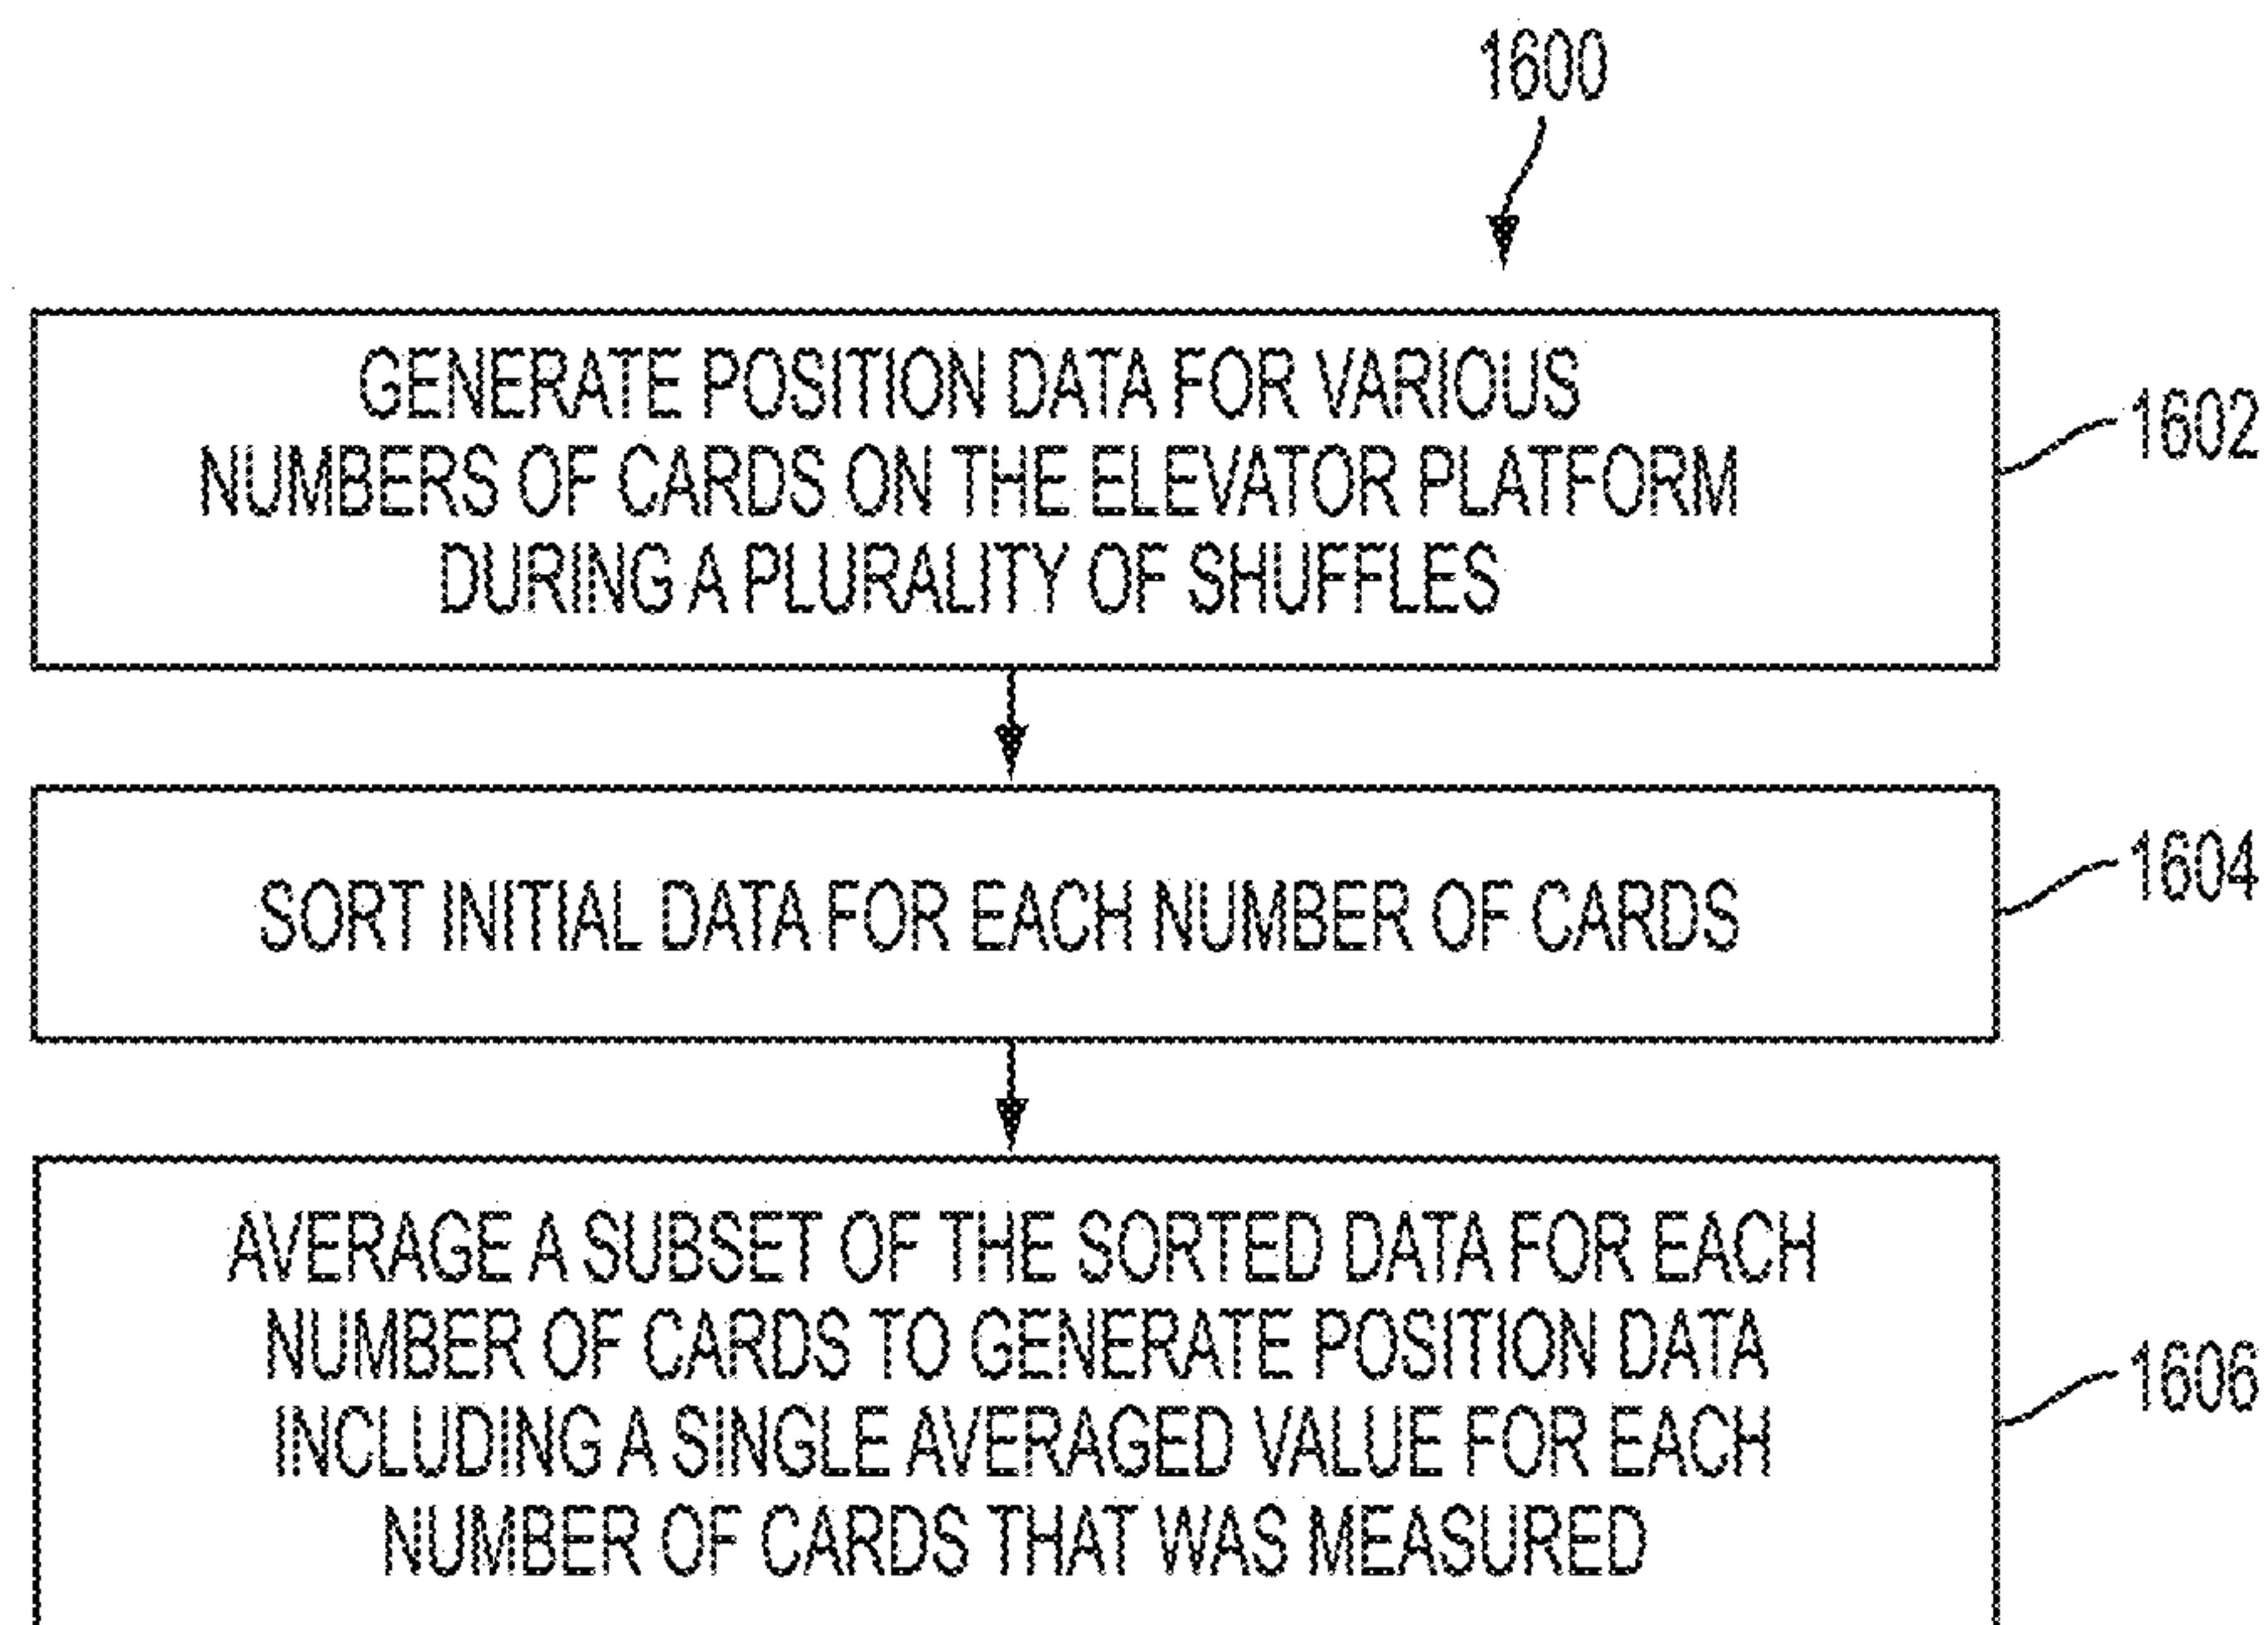 1600
GENERATE POSITION DATA FOR VARIOUS
NUMBERS OF CARDS ON THE ELEVATOR PLATFORM
DURING A PLURALITY OF SHUFFLES
1602
SORT INITIAL DATA FOR EACH NUMBER OF CARDS
1604
AVERAGE A SUBSET OF THE SORTED DATA FOR EACH
NUMBER OF CARDS TO GENERATE POSITION DATA
INCLUDING A SINGLE AVERAGED VALUE FOR EACH
NUMBER OF CARDS THAT WAS MEASURED
1606